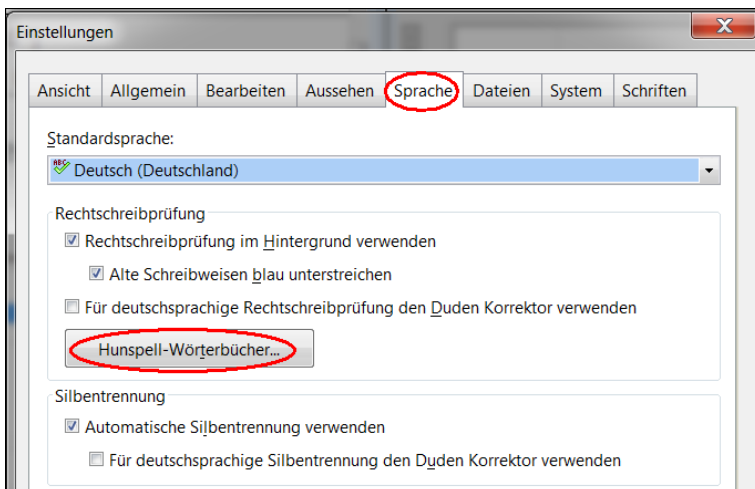 Einstellungen
X
Ansicht Allgemein Bearbeiten Aussehen Sprache Dateien System Schriften
Standardsprache:
ABC Deutsch (Deutschland)
Rechtschreibprüfung
Rechtschreibprüfung im Hintergrund verwenden
Alte Schreibweisen blau unterstreichen
Für deutschsprachige Rechtschreibprüfung den Duden Korrektor verwenden
Hunspell-Wörterbücher...
Silbentrennung
Automatische Silbentrennung verwenden
Für deutschsprachige Silbentrennung den Duden Korrektor verwenden